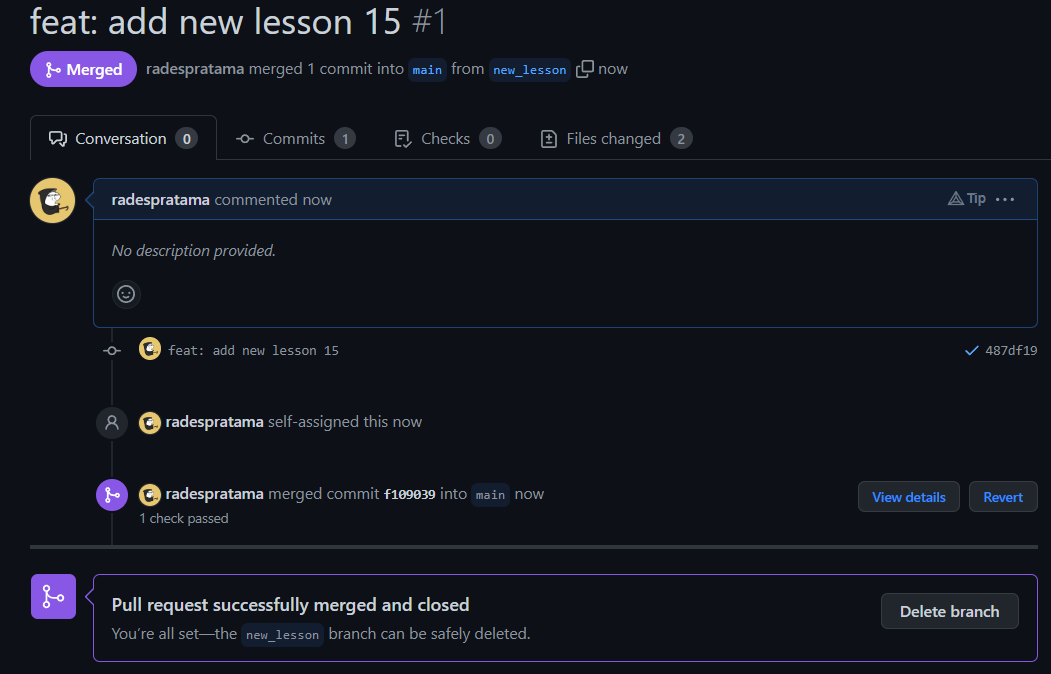 feat: add new lesson 15 #1
Merged radespratama merged 1 commit into main from new_lesson now
Conversation 0 Commits 1 Checks 0 Files changed 2
radespratama commented now Tip
No description provided.
feat: add new lesson 15 487df19
radespratama self-assigned this now
radespratama merged commit f109039 into main now View details Revert
1 check passed
Pull request successfully merged and closed
You’re all set—the new_lesson branch can be safely deleted. Delete branch